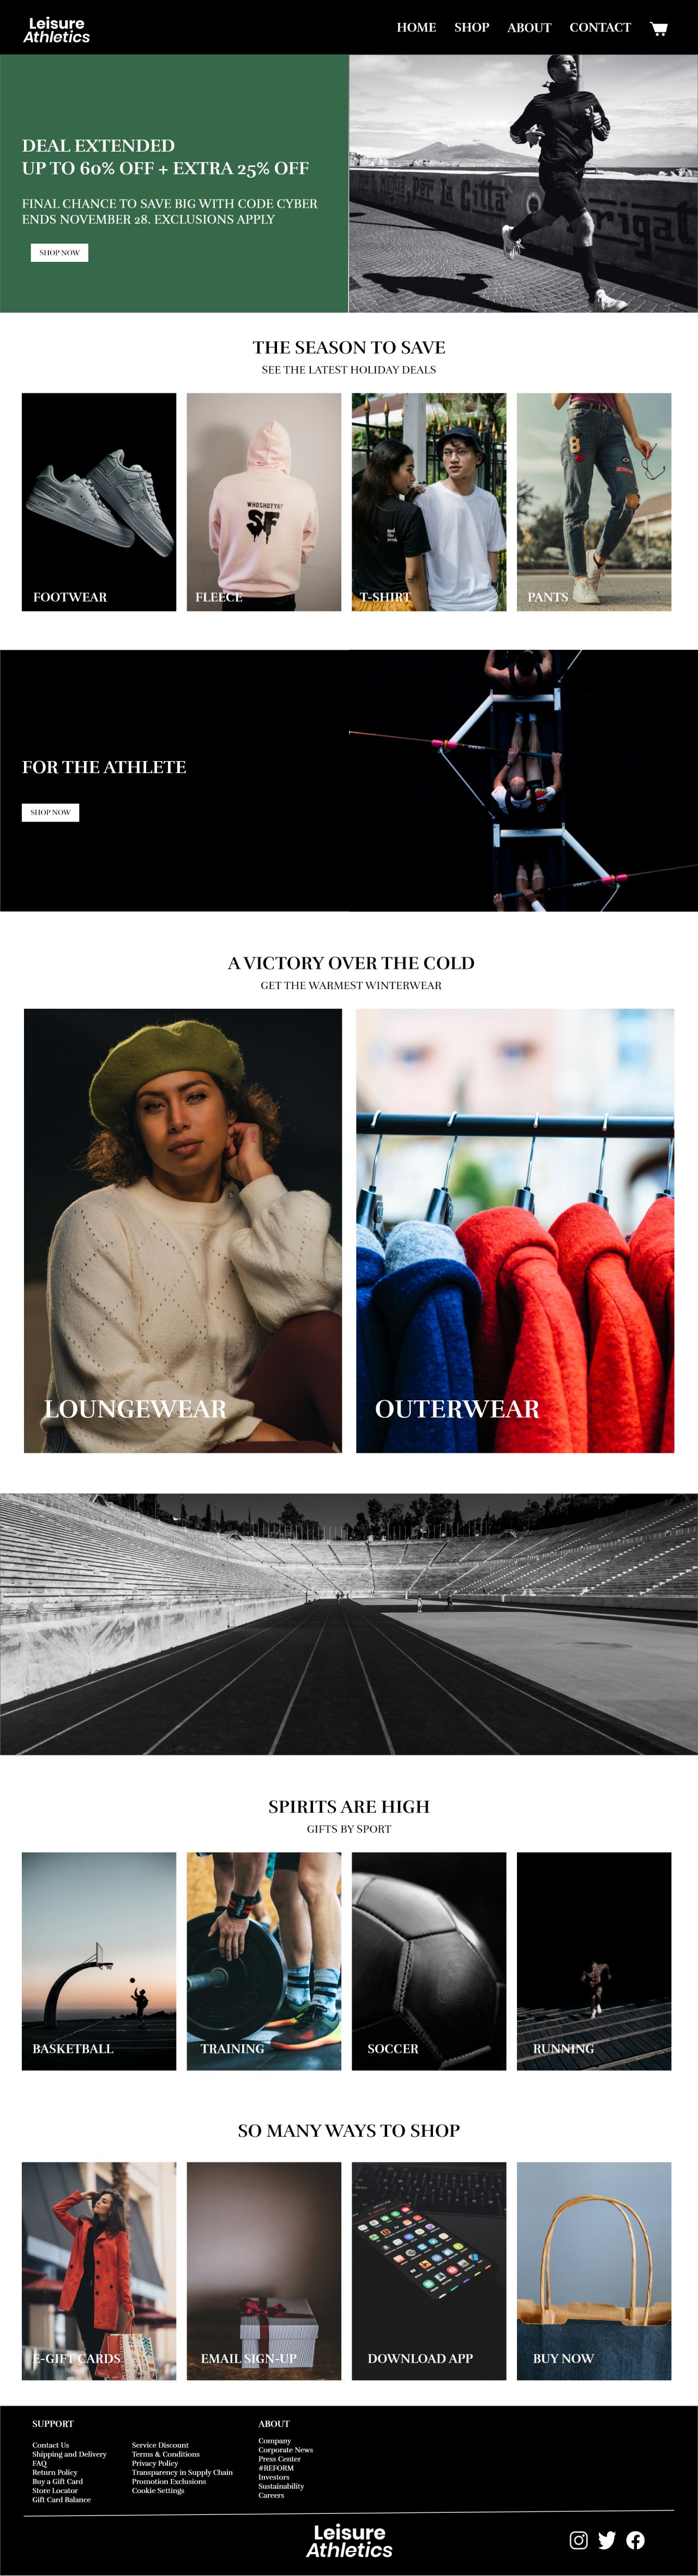 Leisure
Athletics
HOME SHOP ABOUT CONTACT
DEAL EXTENDED
UP TO 60% OFF + EXTRA 25% OFF
FINAL CHANCE TO SAVE BIG WITH CODE CYBER
ENDS NOVEMBER 28. EXCLUSIONS APPLY
SHOP NOW
THE SEASON TO SAVE
SEE THE LATEST HOLIDAY DEALS
WHOSHOTYA?
SF
FOOTWEAR
FLEECE
T-SHIRT
PANTS
FOR THE ATHLETE
SHOP NOW
A VICTORY OVER THE COLD
GET THE WARMEST WINTERWEAR
LOUNGEWEAR
OUTERWEAR
SPIRITS ARE HIGH
GIFTS BY SPORT
BASKETBALL
TRAINING
SOCCER
RUNNING
SO MANY WAYS TO SHOP
E-GIFT CARDS
EMAIL SIGN-UP
DOWNLOAD APP
BUY NOW
SUPPORT
Contact Us
Shipping and Delivery
FAQ
Return Policy
Buy a Gift Card
Store Locator
Gift Card Balance
Service Discount
Terms & Conditions
Privacy Policy
Transparency in Supply Chain
Promotion Exclusions
Cookie Settings
ABOUT
Company
Corporate News
Press Center
#REFORM
Investors
Sustainability
Careers
Leisure
Athletics